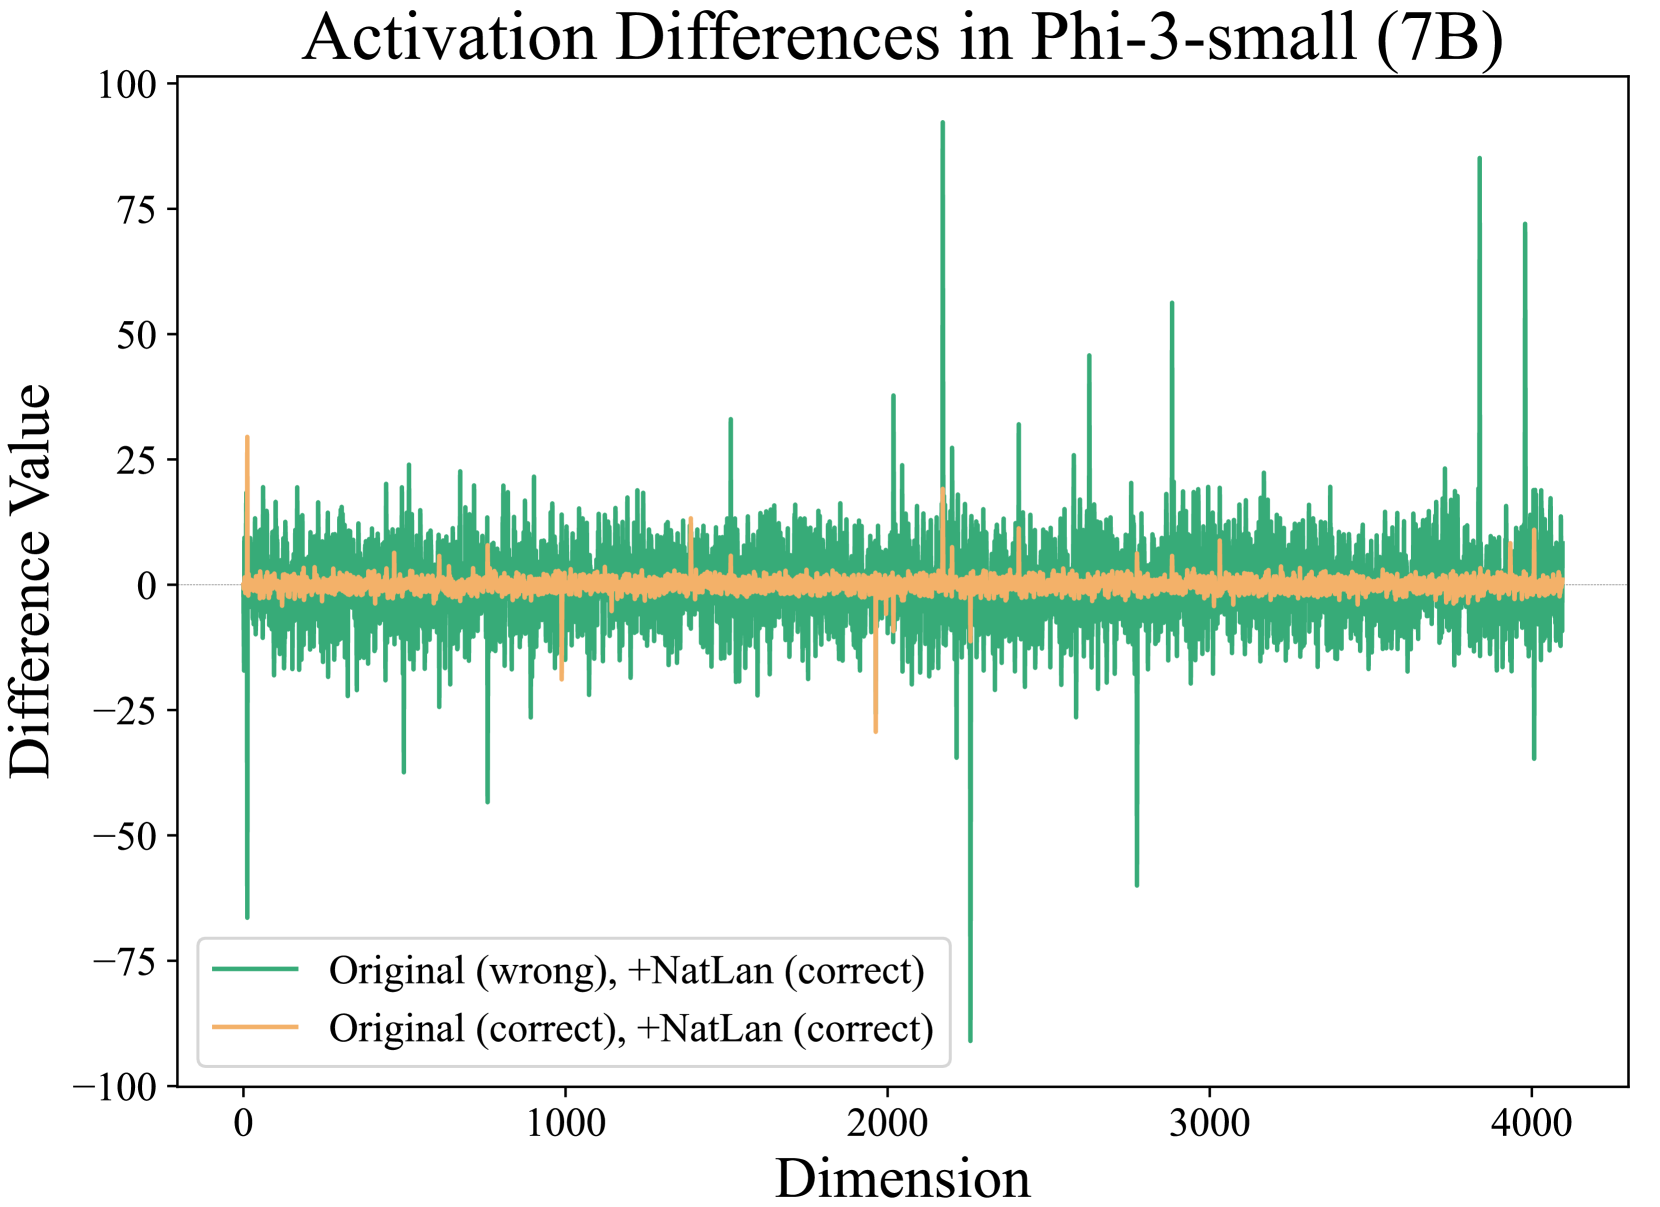 Activation Differences in Phi-3-small (7B)
Difference Value
100
75
50
25
0
−25
−50
−75
−100
Original (wrong), +NatLan (correct)
Original (correct), +NatLan (correct)
0 1000 2000 3000 4000
Dimension